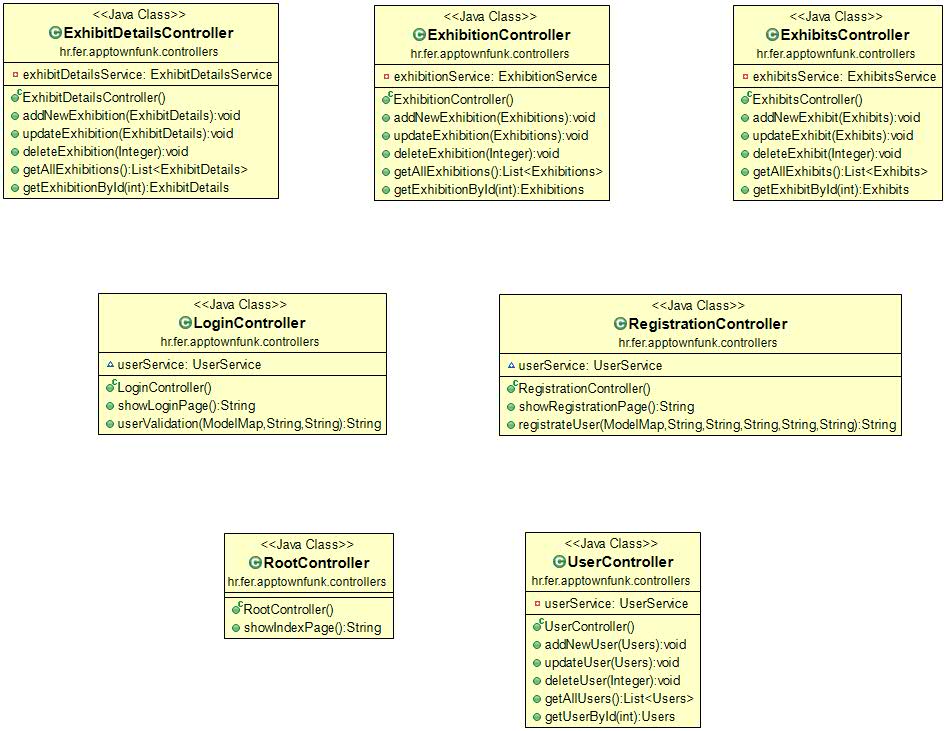 <<Java Class>>
ExhibitDetailsController
hr.fer.apptownfunk.controllers
exhibitDetailsService: ExhibitDetailsService
ExhibitDetailsController()
addNewExhibition(ExhibitDetails):void
updateExhibition(ExhibitDetails):void
deleteExhibition(Integer):void
getAllExhibitions():List<ExhibitDetails>
getExhibitionById(int):ExhibitDetails
<<Java Class>>
ExhibitionController
hr.fer.apptownfunk.controllers
exhibitionService: ExhibitionService
ExhibitionController()
addNewExhibition(Exhibitions):void
updateExhibition(Exhibitions):void
deleteExhibition(Integer):void
getAllExhibitions():List<Exhibitions>
getExhibitionById(int):Exhibitions
<<Java Class>>
ExhibitsController
hr.fer.apptownfunk.controllers
exhibitsService: ExhibitsService
ExhibitsController()
addNewExhibit(Exhibits):void
updateExhibit(Exhibits):void
deleteExhibit(Integer):void
getAllExhibits():List<Exhibits>
getExhibitById(int):Exhibits
<<Java Class>>
LoginController
hr.fer.apptownfunk.controllers
userService: UserService
LoginController()
showLoginPage():String
userValidation(ModelMap,String,String):String
<<Java Class>>
RegistrationController
hr.fer.apptownfunk.controllers
userService: UserService
RegistrationController()
showRegistrationPage():String
registrateUser(ModelMap,String,String,String,String,String):String
<<Java Class>>
RootController
hr.fer.apptownfunk.controllers
RootController()
showIndexPage():String
<<Java Class>>
UserController
hr.fer.apptownfunk.controllers
userService: UserService
UserController()
addNewUser(Users):void
updateUser(Users):void
deleteUser(Integer):void
getAllUsers():List<Users>
getUserById(int):Users